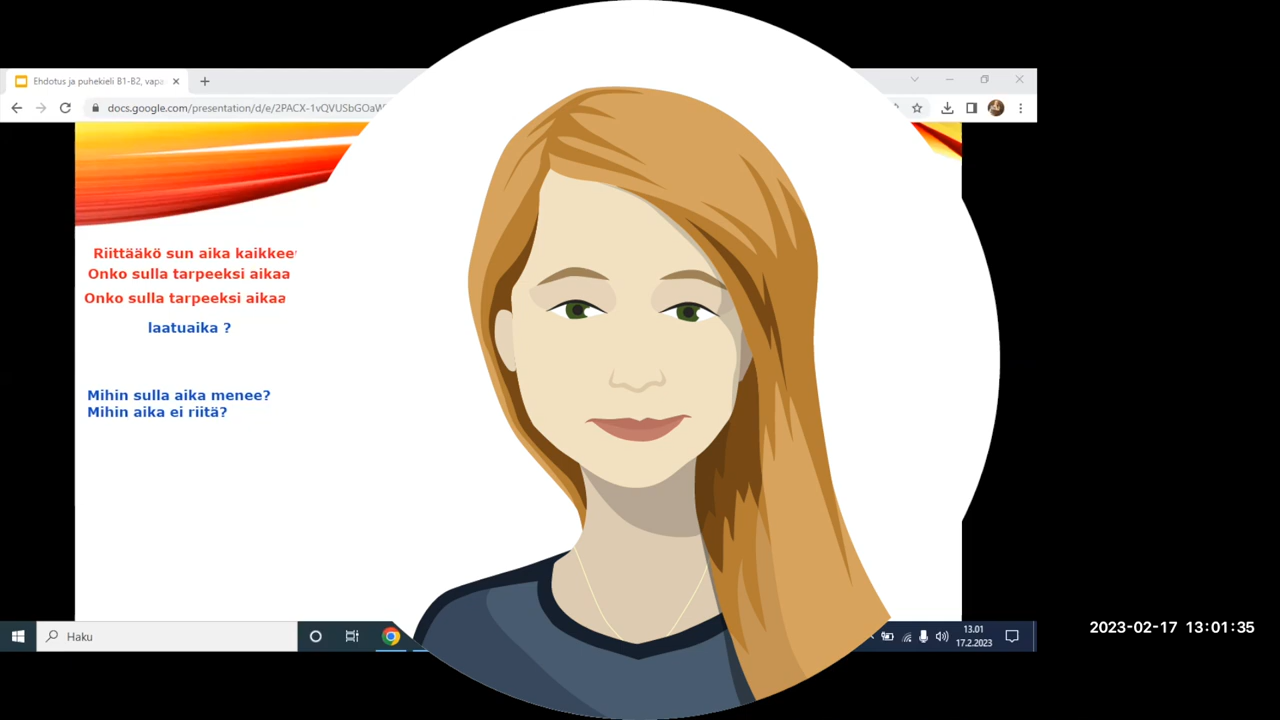 Ehdotus ja puhekieli B1-B2, vapa
docs.google.com/presentation/d/e/2PACX-1vQVUSbGOaW
Riittääkö sun aika kaikkee
Onko sulla tarpeeksi aikaa
Onko sulla tarpeeksi aikaa
laatuaika ?
Mihin sulla aika menee?
Mihin aika ei riitä?
Haku
13.01
17.2.2023
2023-02-17 13:01:35